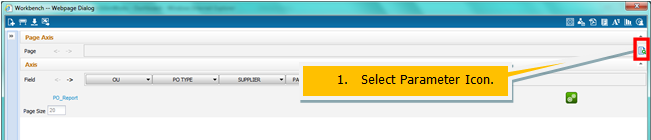 Workbench -- Webpage Dialog
Page Axis
Page <- ->
Axis
Field <- -> OU PO TYPE SUPPLIER PA
1. Select Parameter Icon.
PO_Report
Page Size 20